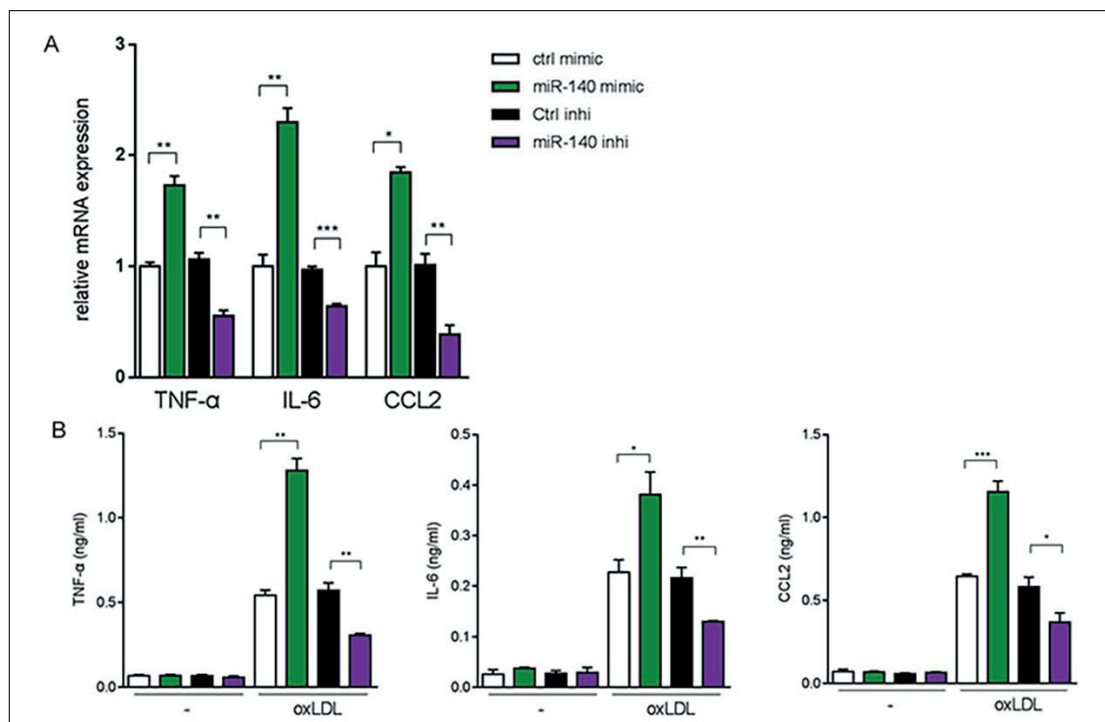 A
relative mRNA expression
3
2
1
0
ctrl mimic
miR-140 mimic
Ctrl inhi
miR-140 inhi
**
**
**
***
*
**
TNF-α
IL-6
CCL2
B
TNF-α (ng/ml)
1.5
1.0
0.5
0.0
**
**
-
oxLDL
IL-6 (ng/ml)
0.5
0.4
0.3
0.2
0.1
0.0
*
**
-
oxLDL
CCL2 (ng/ml)
1.5
1.0
0.5
0.0
***
*
-
oxLDL